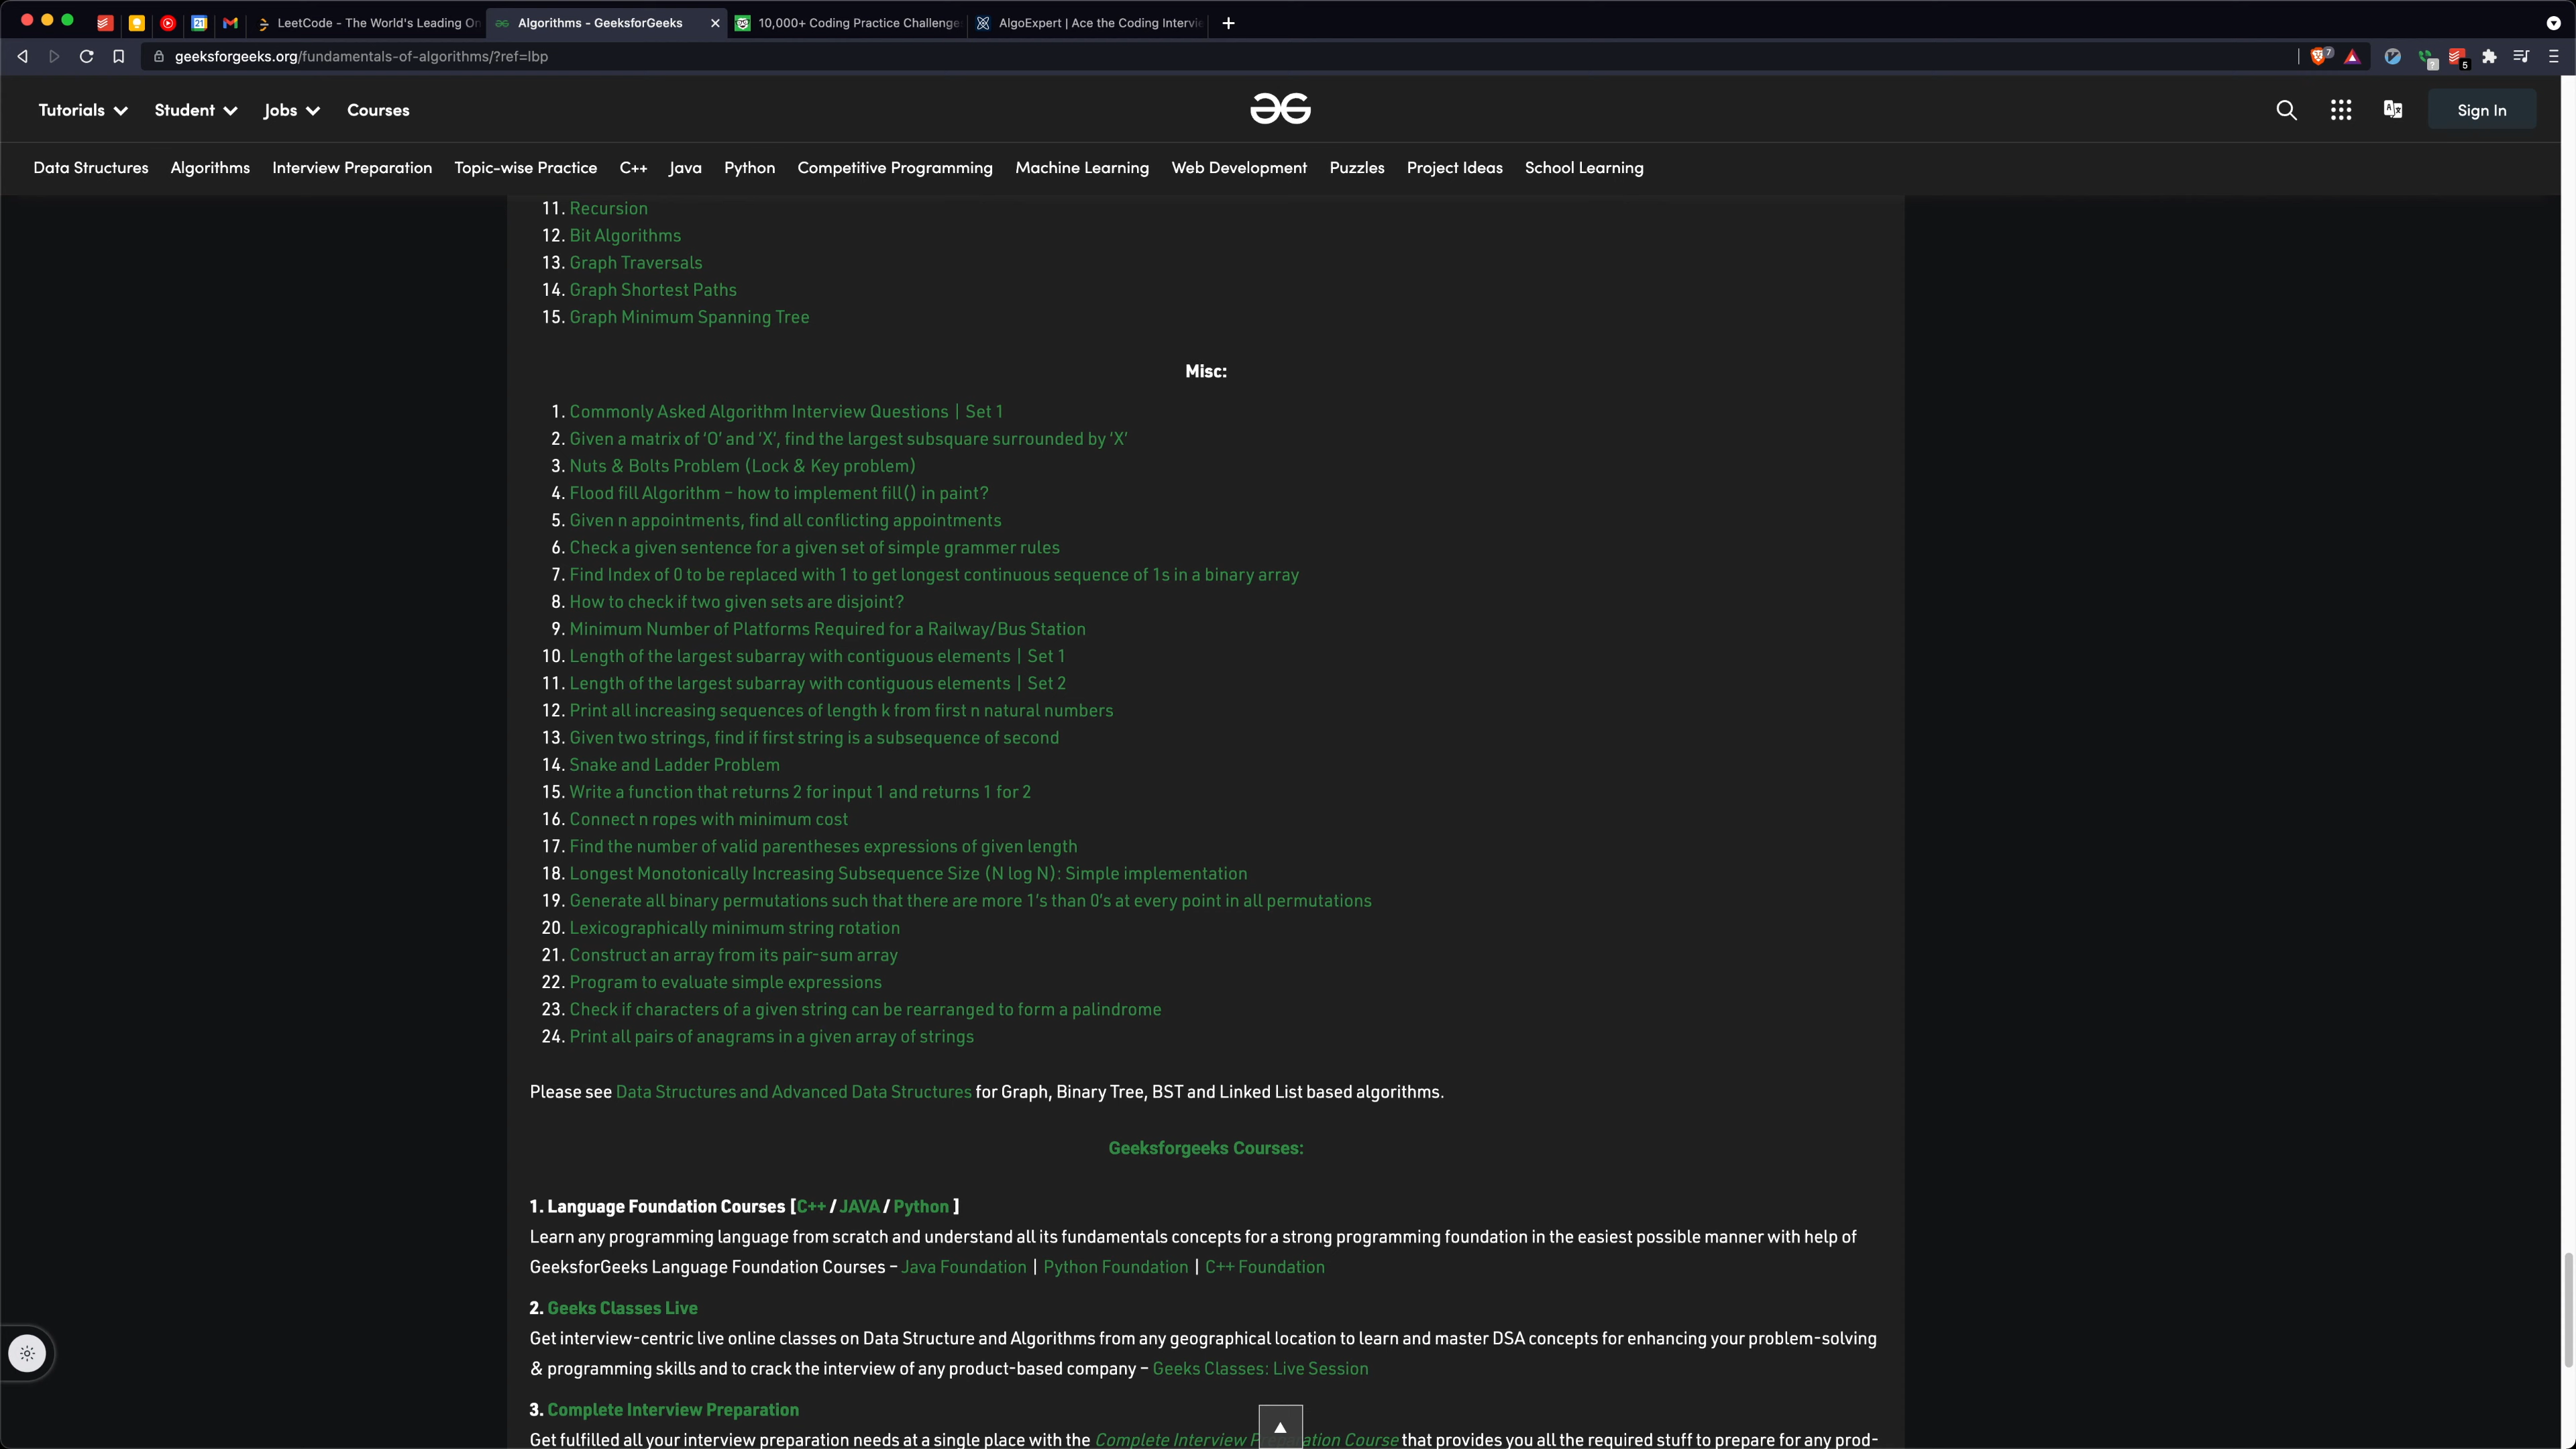 LeetCode - The World's Leading On
Algorithms - GeeksforGeeks
10,000+ Coding Practice Challenge
AlgoExpert | Ace the Coding Intervie
21
geeksforgeeks.org/fundamentals-of-algorithms/?ref=lbp
7
5
Tutorials
Student
Jobs
Courses
Sign In
Data Structures
Algorithms
Interview Preparation
Topic-wise Practice
C++
Java
Python
Competitive Programming
Machine Learning
Web Development
Puzzles
Project Ideas
School Learning
11. Recursion
12. Bit Algorithms
13. Graph Traversals
14. Graph Shortest Paths
15. Graph Minimum Spanning Tree
Misc:
1. Commonly Asked Algorithm Interview Questions | Set 1
2. Given a matrix of ‘O’ and ‘X’, find the largest subsquare surrounded by ‘X’
3. Nuts & Bolts Problem (Lock & Key problem)
4. Flood fill Algorithm – how to implement fill() in paint?
5. Given n appointments, find all conflicting appointments
6. Check a given sentence for a given set of simple grammer rules
7. Find Index of 0 to be replaced with 1 to get longest continuous sequence of 1s in a binary array
8. How to check if two given sets are disjoint?
9. Minimum Number of Platforms Required for a Railway/Bus Station
10. Length of the largest subarray with contiguous elements | Set 1
11. Length of the largest subarray with contiguous elements | Set 2
12. Print all increasing sequences of length k from first n natural numbers
13. Given two strings, find if first string is a subsequence of second
14. Snake and Ladder Problem
15. Write a function that returns 2 for input 1 and returns 1 for 2
16. Connect n ropes with minimum cost
17. Find the number of valid parentheses expressions of given length
18. Longest Monotonically Increasing Subsequence Size (N log N): Simple implementation
19. Generate all binary permutations such that there are more 1’s than 0’s at every point in all permutations
20. Lexicographically minimum string rotation
21. Construct an array from its pair-sum array
22. Program to evaluate simple expressions
23. Check if characters of a given string can be rearranged to form a palindrome
24. Print all pairs of anagrams in a given array of strings
Please see Data Structures and Advanced Data Structures for Graph, Binary Tree, BST and Linked List based algorithms.
Geeksforgeeks Courses:
1. Language Foundation Courses [C++ / JAVA / Python ]
Learn any programming language from scratch and understand all its fundamentals concepts for a strong programming foundation in the easiest possible manner with help of
GeeksforGeeks Language Foundation Courses – Java Foundation | Python Foundation | C++ Foundation
2. Geeks Classes Live
Get interview-centric live online classes on Data Structure and Algorithms from any geographical location to learn and master DSA concepts for enhancing your problem-solving
& programming skills and to crack the interview of any product-based company – Geeks Classes: Live Session
3. Complete Interview Preparation
Get fulfilled all your interview preparation needs at a single place with the Complete Interview Preparation Course that provides you all the required stuff to prepare for any prod-